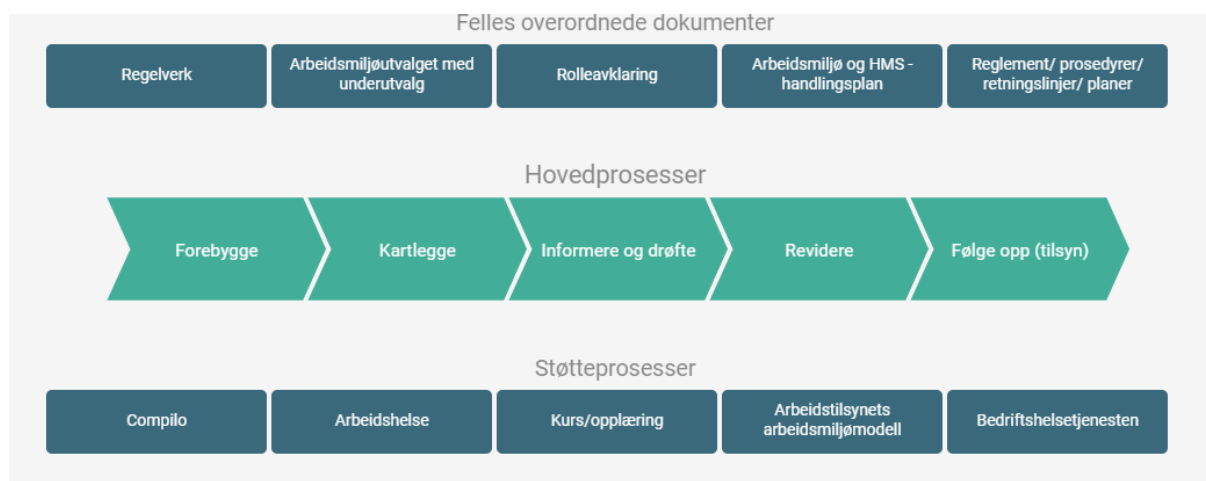 Felles overordnede dokumenter
Regelverk
Arbeidsmiljøutvalget med
underutvalg
Rolleavklaring
Arbeidsmiljø og HMS -
handlingsplan
Reglement/ prosedyrer/
retningslinjer/ planer
Hovedprosesser
Forebygge
Kartlegge
Informere og drøfte
Revidere
Følge opp (tilsyn)
Støtteprosesser
Compilo
Arbeidshelse
Kurs/opplæring
Arbeidstilsynets
arbeidsmiljømodell
Bedriftshelsetjenesten